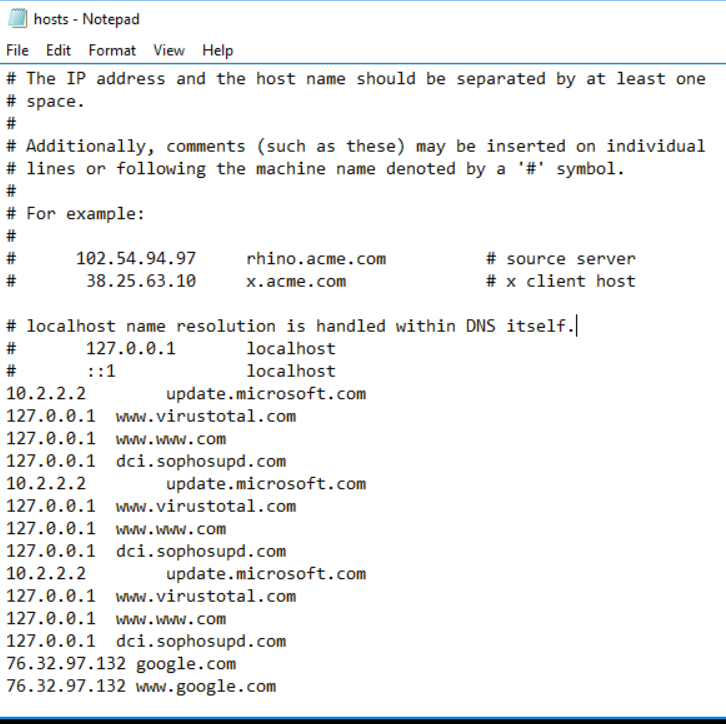 hosts - Notepad
File Edit Format View Help
# The IP address and the host name should be separated by at least one
# space.
#
# Additionally, comments (such as these) may be inserted on individual
# lines or following the machine name denoted by a '#' symbol.
#
# For example:
#
#      102.54.94.97     rhino.acme.com          # source server
#       38.25.63.10     x.acme.com              # x client host

# localhost name resolution is handled within DNS itself.
#       127.0.0.1       localhost
#       ::1             localhost
10.2.2.2        update.microsoft.com
127.0.0.1  www.virustotal.com
127.0.0.1  www.www.com
127.0.0.1  dci.sophosupd.com
10.2.2.2        update.microsoft.com
127.0.0.1  www.virustotal.com
127.0.0.1  www.www.com
127.0.0.1  dci.sophosupd.com
10.2.2.2        update.microsoft.com
127.0.0.1  www.virustotal.com
127.0.0.1  www.www.com
127.0.0.1  dci.sophosupd.com
76.32.97.132 google.com
76.32.97.132 www.google.com